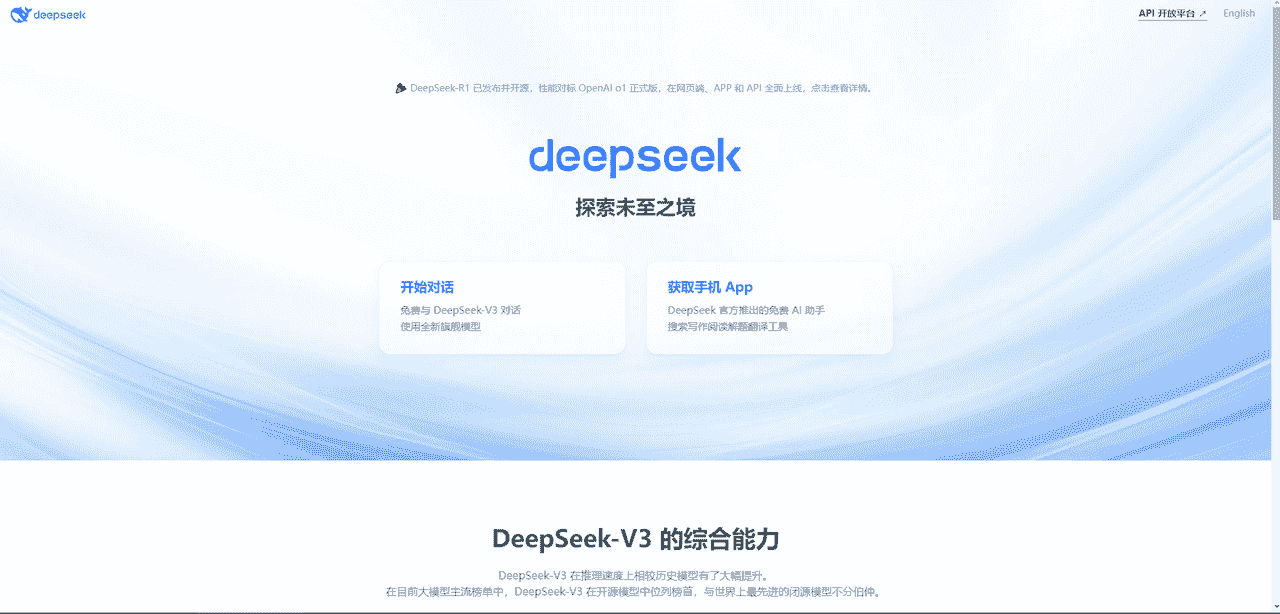 deepseek
API 开放平台 ↗ English
DeepSeek-R1 已发布并开源，性能对标 OpenAI o1 正式版，在网页端、APP 和 API 全面上线，点击查看详情。
deepseek
探索未至之境
开始对话
免费与 DeepSeek-V3 对话
使用全新旗舰模型
获取手机 App
DeepSeek 官方推出的免费 AI 助手
搜索写作阅读解题翻译工具
DeepSeek-V3 的综合能力
DeepSeek-V3 在推理速度上相较历史模型有了大幅提升。
在目前大模型主流榜单中，DeepSeek-V3 在开源模型中位列榜首，与世界上最先进的闭源模型不分伯仲。